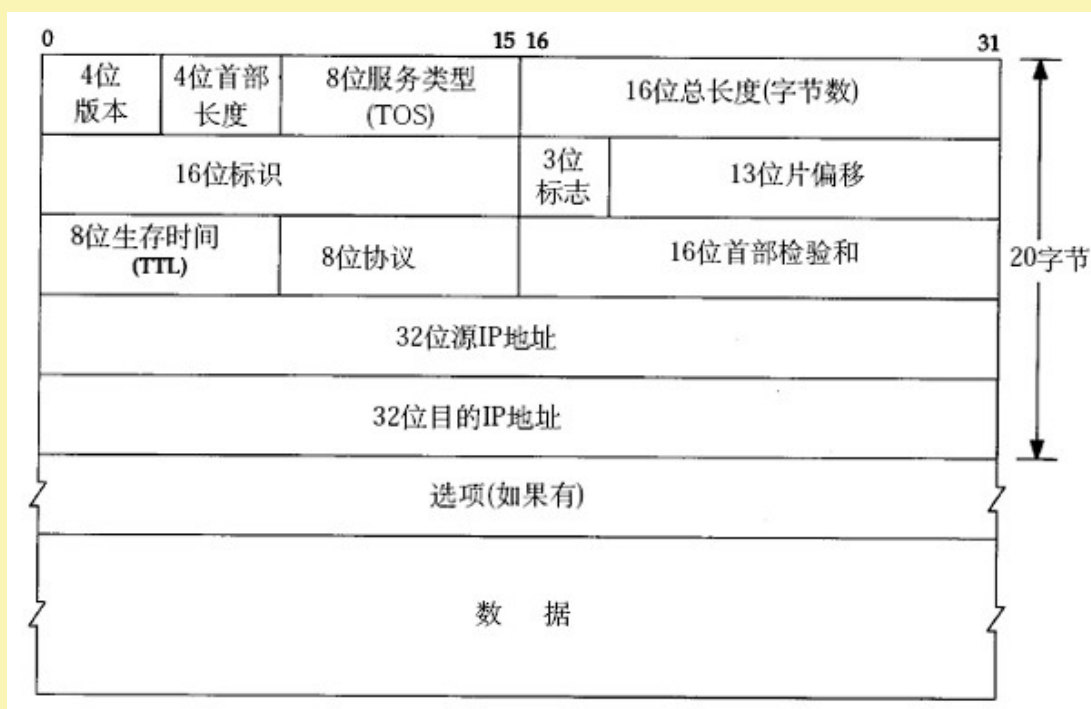 0 15 16 31
4位 4位首部 8位服务类型 16位总长度(字节数)
版本 长度 (TOS)
16位标识 3位 13位片偏移
标志
8位生存时间 8位协议 16位首部检验和 20字节
(TTL)
32位源IP地址
32位目的IP地址
选项(如果有)
数 据